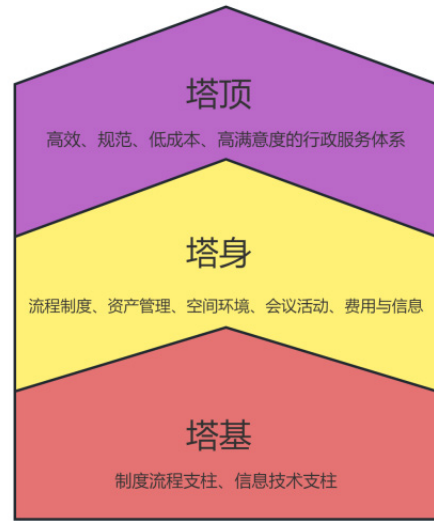 塔顶
高效、规范、低成本、高满意度的行政服务体系
塔身
流程制度、资产管理、空间环境、会议活动、费用与信息
塔基
制度流程支柱、信息技术支柱